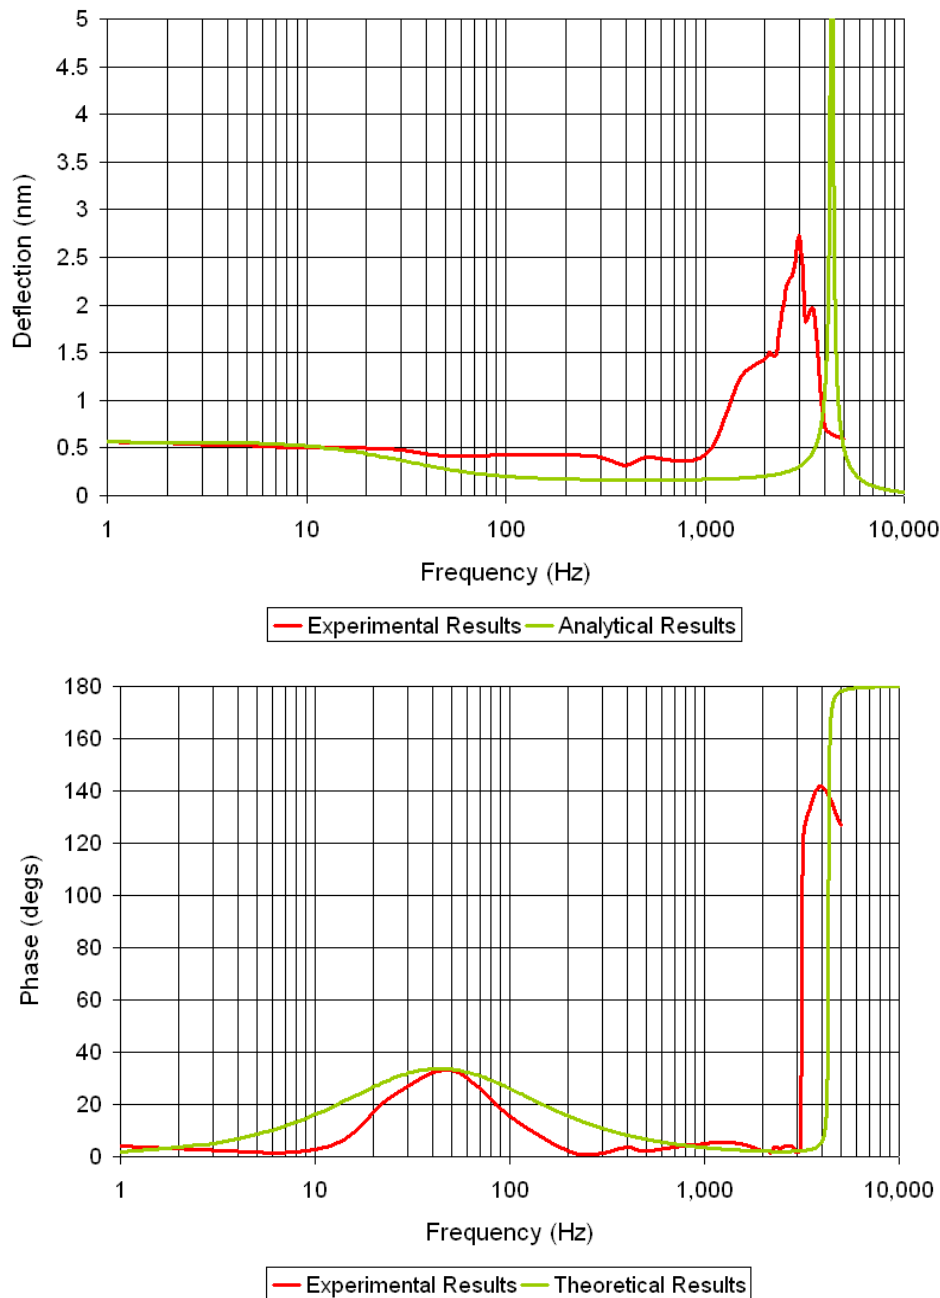 5
4.5
4
3.5
3
2.5
2
1.5
1
0.5
0
Deflection (nm)
1 10 100 1,000 10,000
Frequency (Hz)
Experimental Results Analytical Results
180
160
140
120
100
80
60
40
20
0
Phase (degs)
1 10 100 1,000 10,000
Frequency (Hz)
Experimental Results Theoretical Results